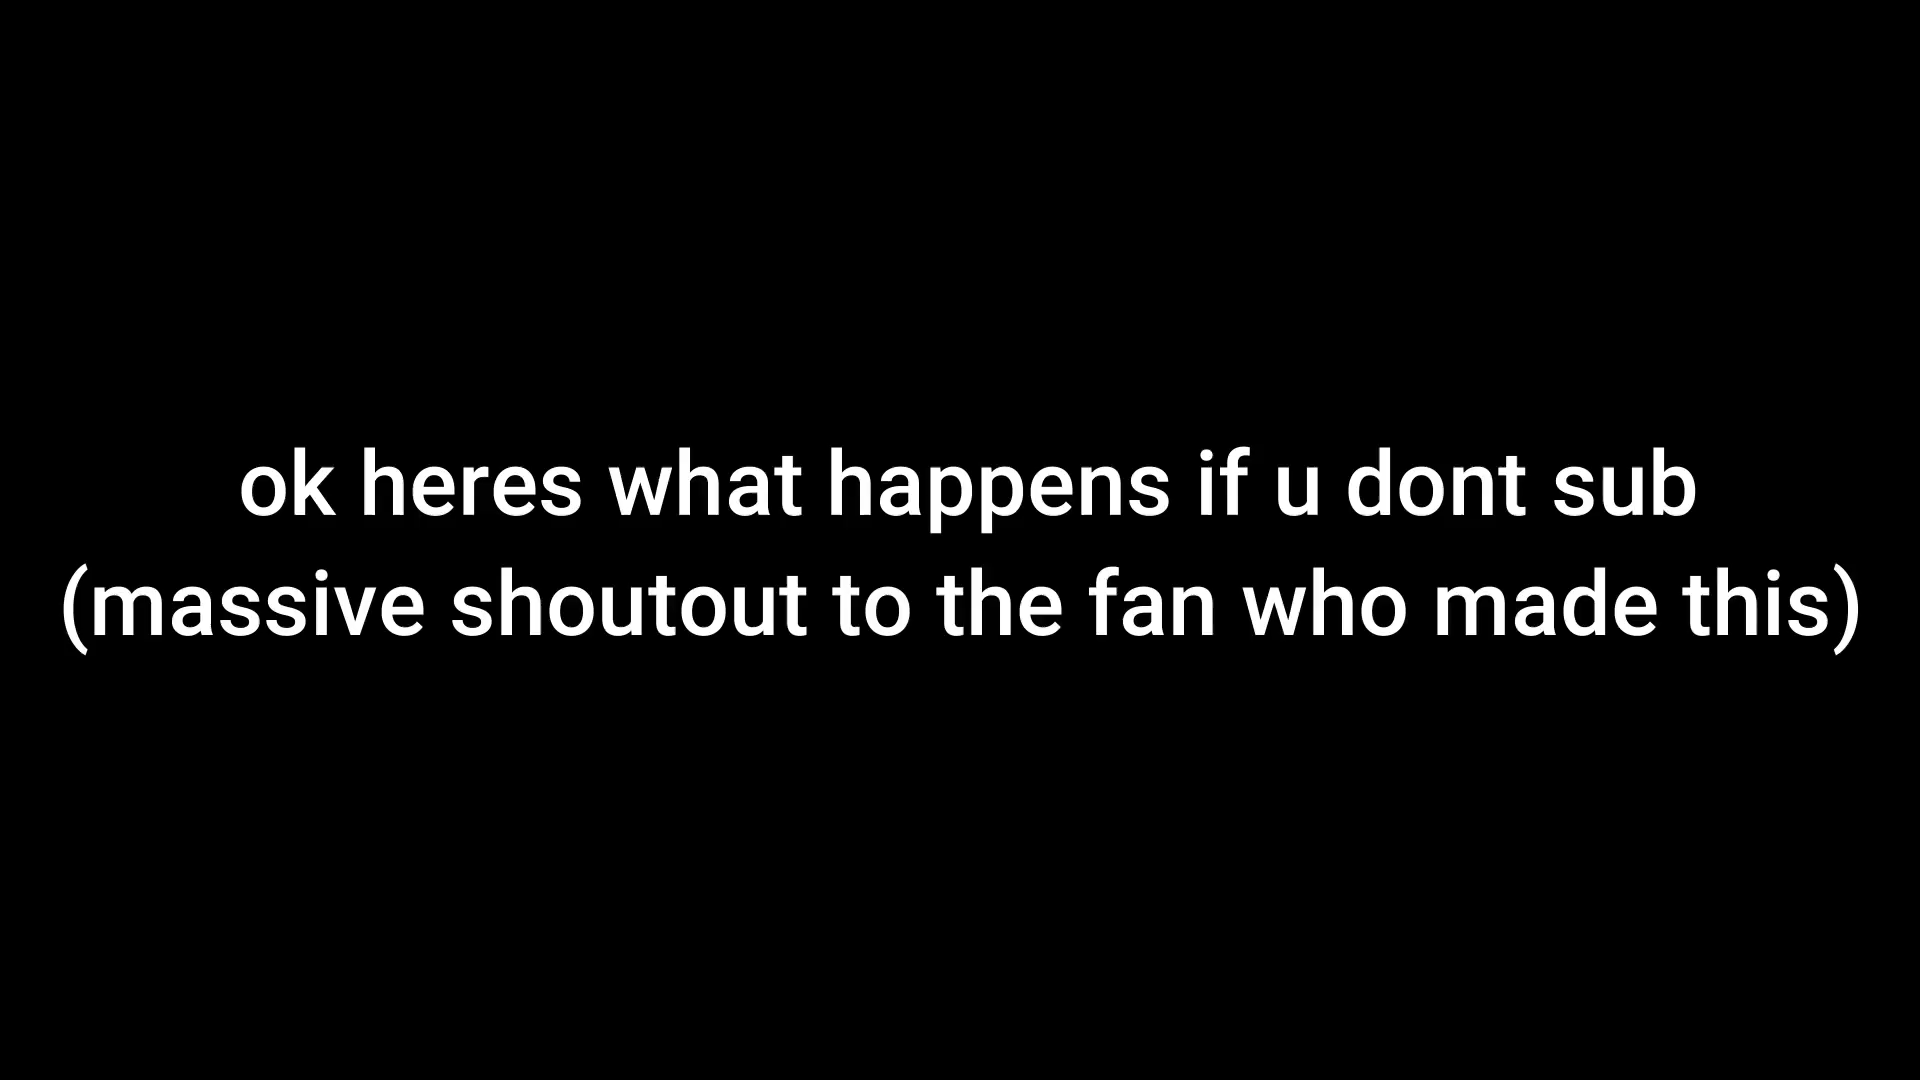 ok heres what happens if u dont sub
(massive shoutout to the fan who made this)